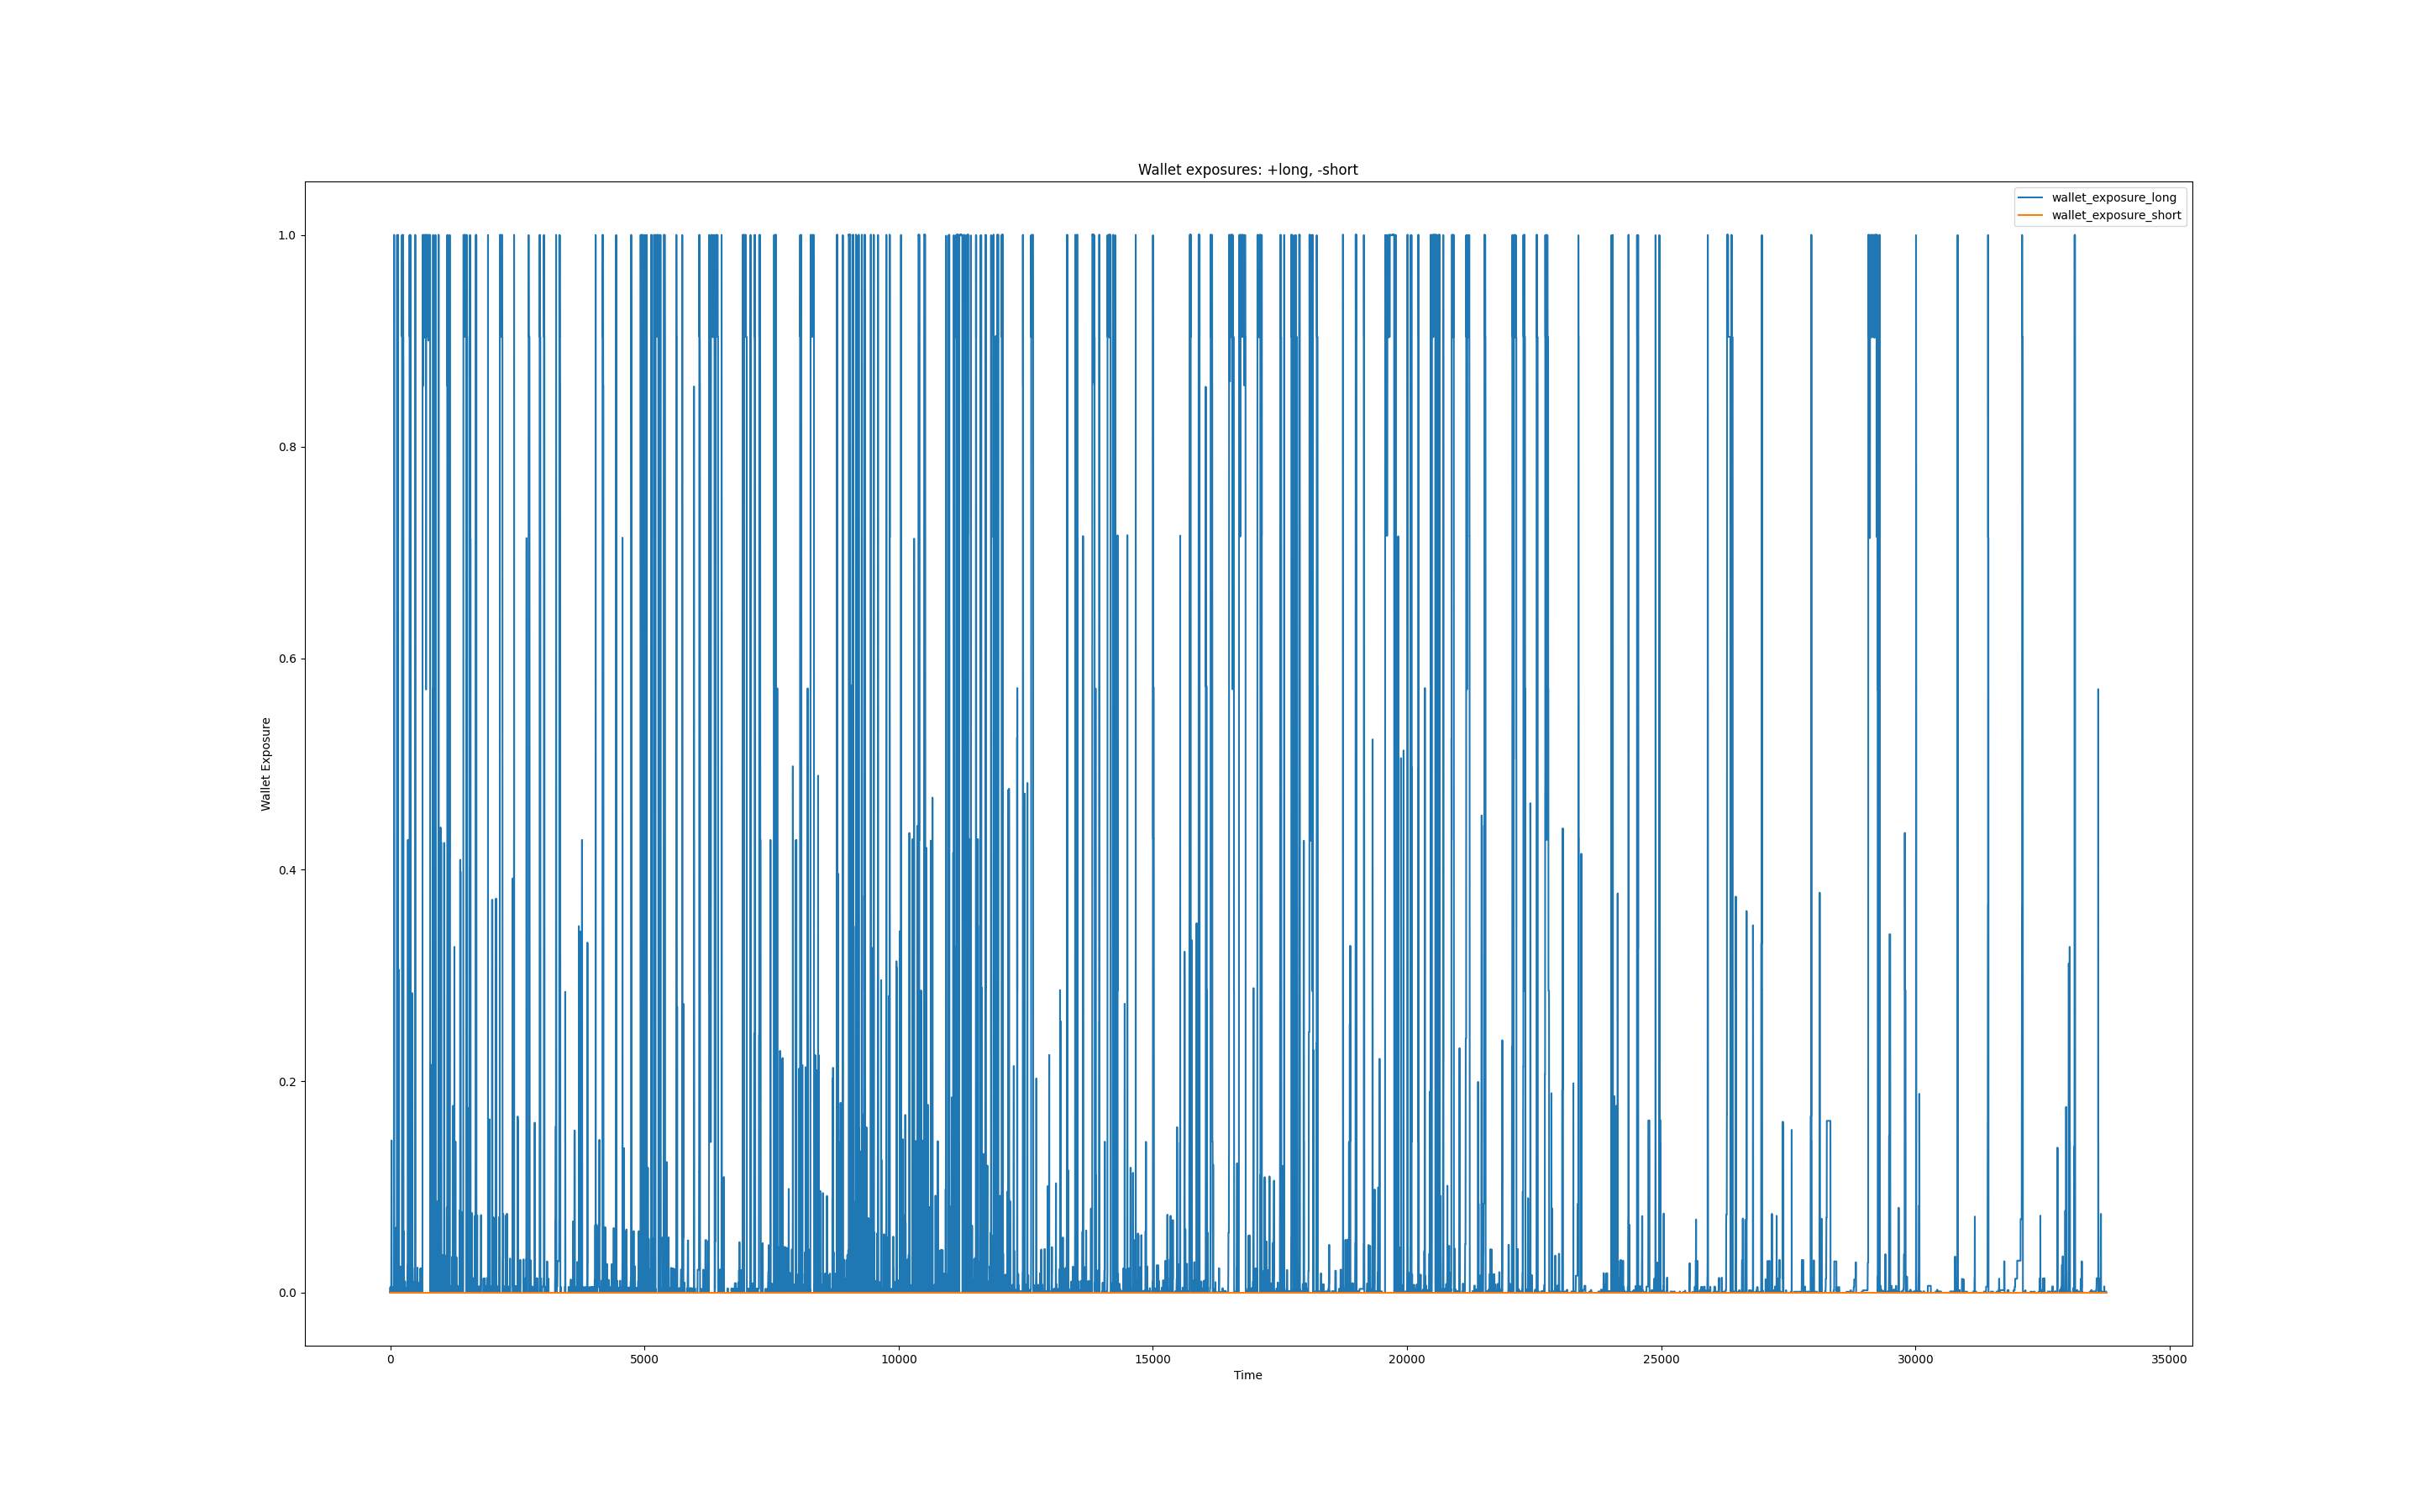 Wallet exposures: +long, -short
wallet_exposure_long
wallet_exposure_short
1.0
0.8
0.6
0.4
0.2
0.0
Wallet Exposure
0 5000 10000 15000 20000 25000 30000 35000
Time